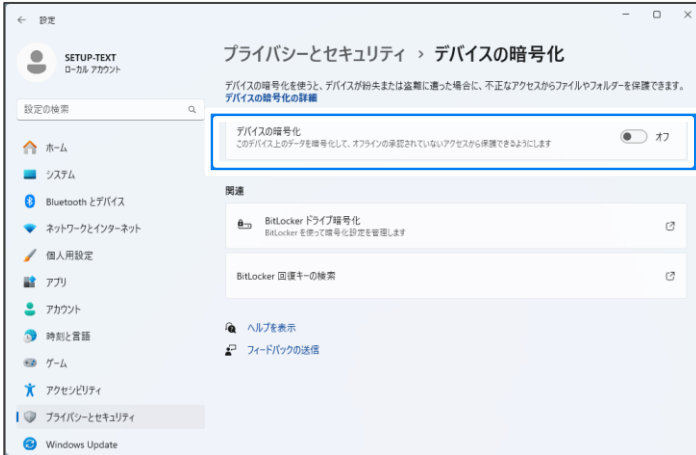 設定
SETUP-TEXT
ローカル アカウント
設定の検索
ホーム
システム
Bluetooth とデバイス
ネットワークとインターネット
個人用設定
アプリ
アカウント
時刻と言語
ゲーム
アクセシビリティ
プライバシーとセキュリティ
Windows Update
プライバシーとセキュリティ › デバイスの暗号化
デバイスの暗号化を使うと、デバイスが紛失または盗難に遭った場合に、不正なアクセスからファイルやフォルダーを保護できます。
デバイスの暗号化の詳細
デバイスの暗号化
このデバイス上のデータを暗号化して、オフラインの承認されていないアクセスから保護できるようにします
オフ
関連
BitLocker ドライブ暗号化
BitLocker を使って暗号化設定を管理します
BitLocker 回復キーの検索
ヘルプを表示
フィードバックの送信